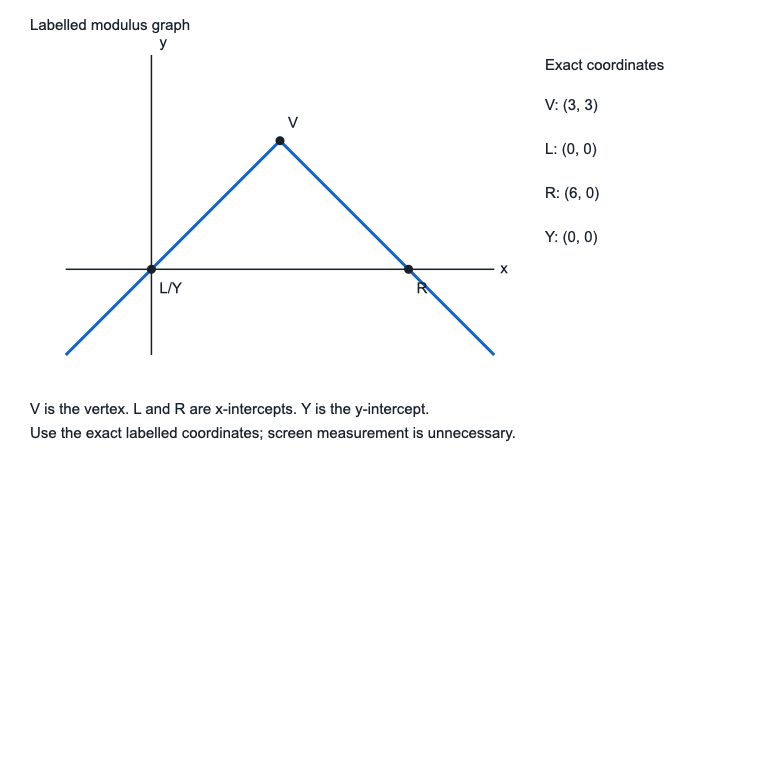 Labelled modulus graph
y
Exact coordinates
V: (3, 3)
V
L: (0, 0)
R: (6, 0)
Y: (0, 0)
x
L/Y
R
V is the vertex. L and R are x-intercepts. Y is the y-intercept.
Use the exact labelled coordinates; screen measurement is unnecessary.